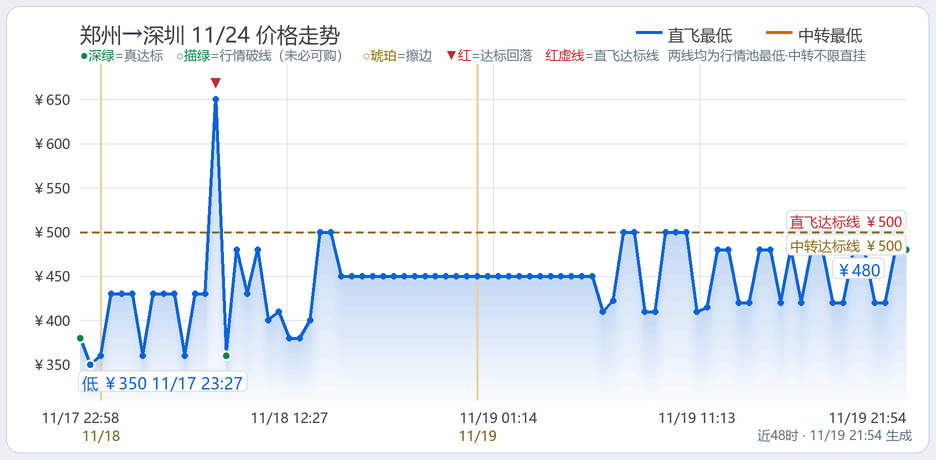 郑州→深圳 11/24 价格走势
直飞最低 中转最低
●深绿=真达标 ○描绿=行情破线（未必可购） ○琥珀=擦边 ▼红=达标回落 红虚线=直飞达标线 两线均为行情池最低·中转不限直挂
¥650
¥600
¥550
¥500
¥450
¥400
¥350
直飞达标线 ¥500
中转达标线 ¥500
¥480
低 ¥350 11/17 23:27
11/17 22:58 11/18 12:27 11/19 01:14 11/19 11:13 11/19 21:54
11/18 11/19
近48时 · 11/19 21:54 生成